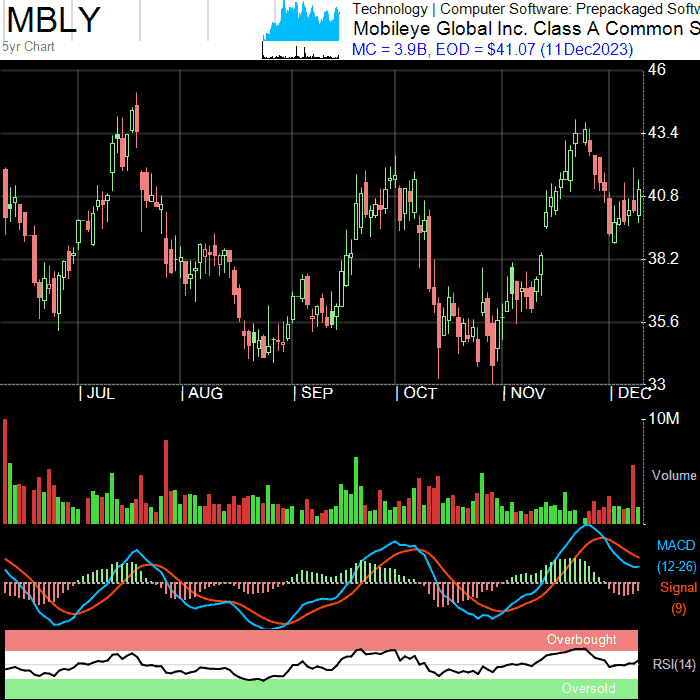 MBLY
5yr Chart
Technology | Computer Software: Prepackaged Softw
Mobileye Global Inc. Class A Common S
MC = 3.9B, EOD = $41.07 (11Dec2023)
46
43.4
40.8
38.2
35.6
33
| JUL | AUG | SEP | OCT | NOV | DEC
10M
Volume
MACD
(12-26)
Signal
(9)
Overbought
RSI(14)
Oversold